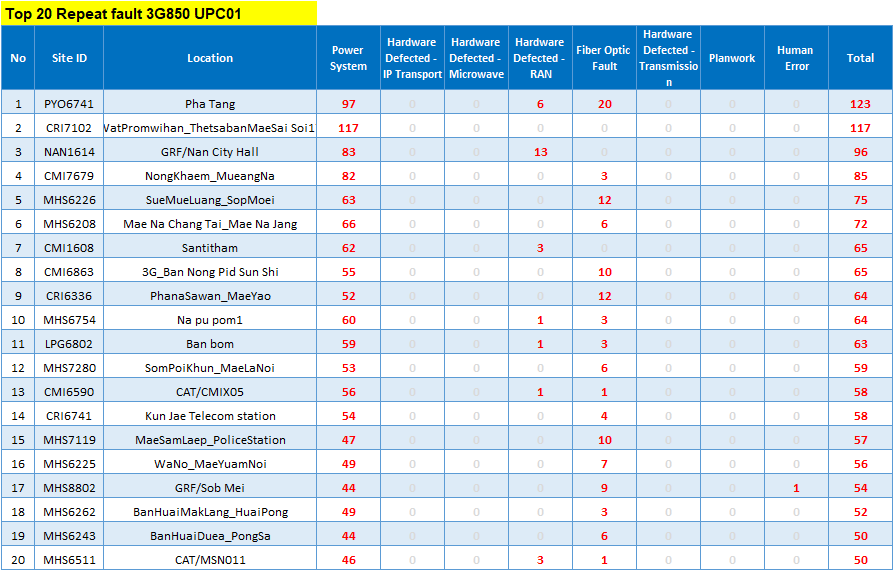 Top 20 Repeat fault 3G850 UPC01
No Site ID Location Power System Hardware Defected - IP Transport Hardware Defected - Microwave Hardware Defected - RAN Fiber Optic Fault Hardware Defected - Transmission Planwork Human Error Total
1 PYO6741 Pha Tang 97 0 0 6 20 0 0 0 123
2 CRI7102 VatPromwihan_ThetsabanMaeSai Soi1 117 0 0 0 0 0 0 0 117
3 NAN1614 GRF/Nan City Hall 83 0 0 13 0 0 0 0 96
4 CMI7679 NongKhaem_MueangNa 82 0 0 0 3 0 0 0 85
5 MHS6226 SueMueLuang_SopMoei 63 0 0 0 12 0 0 0 75
6 MHS6208 Mae Na Chang Tai_Mae Na Jang 66 0 0 0 6 0 0 0 72
7 CMI1608 Santitham 62 0 0 3 0 0 0 0 65
8 CMI6863 3G_Ban Nong Pid Sun Shi 55 0 0 0 10 0 0 0 65
9 CRI6336 PhanaSawan_MaeYao 52 0 0 0 12 0 0 0 64
10 MHS6754 Na pu pom1 60 0 0 1 3 0 0 0 64
11 LPG6802 Ban bom 59 0 0 1 3 0 0 0 63
12 MHS7280 SomPoiKhun_MaeLaNoi 53 0 0 0 6 0 0 0 59
13 CMI6590 CAT/CMIX05 56 0 0 1 1 0 0 0 58
14 CRI6741 Kun Jae Telecom station 54 0 0 0 4 0 0 0 58
15 MHS7119 MaeSamLaep_PoliceStation 47 0 0 0 10 0 0 0 57
16 MHS6225 WaNo_MaeYuamNoi 49 0 0 0 7 0 0 0 56
17 MHS8802 GRF/Sob Mei 44 0 0 0 9 0 0 1 54
18 MHS6262 BanHuaiMakLang_HuaiPong 49 0 0 0 3 0 0 0 52
19 MHS6243 BanHuaiDuea_PongSa 44 0 0 0 6 0 0 0 50
20 MHS6511 CAT/MSN011 46 0 0 3 1 0 0 0 50